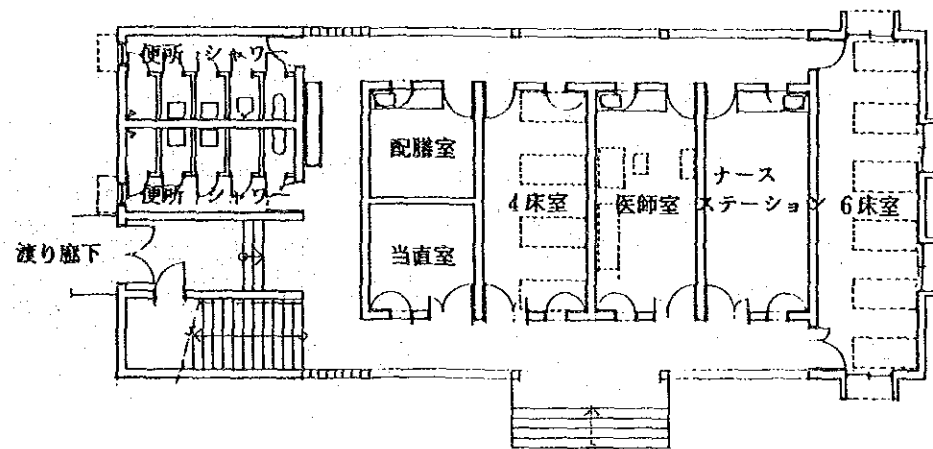 便所 シャワー
配膳室
4床室
医師室
ナース
ステーション
6床室
便所 シャワー
当直室
渡り廊下